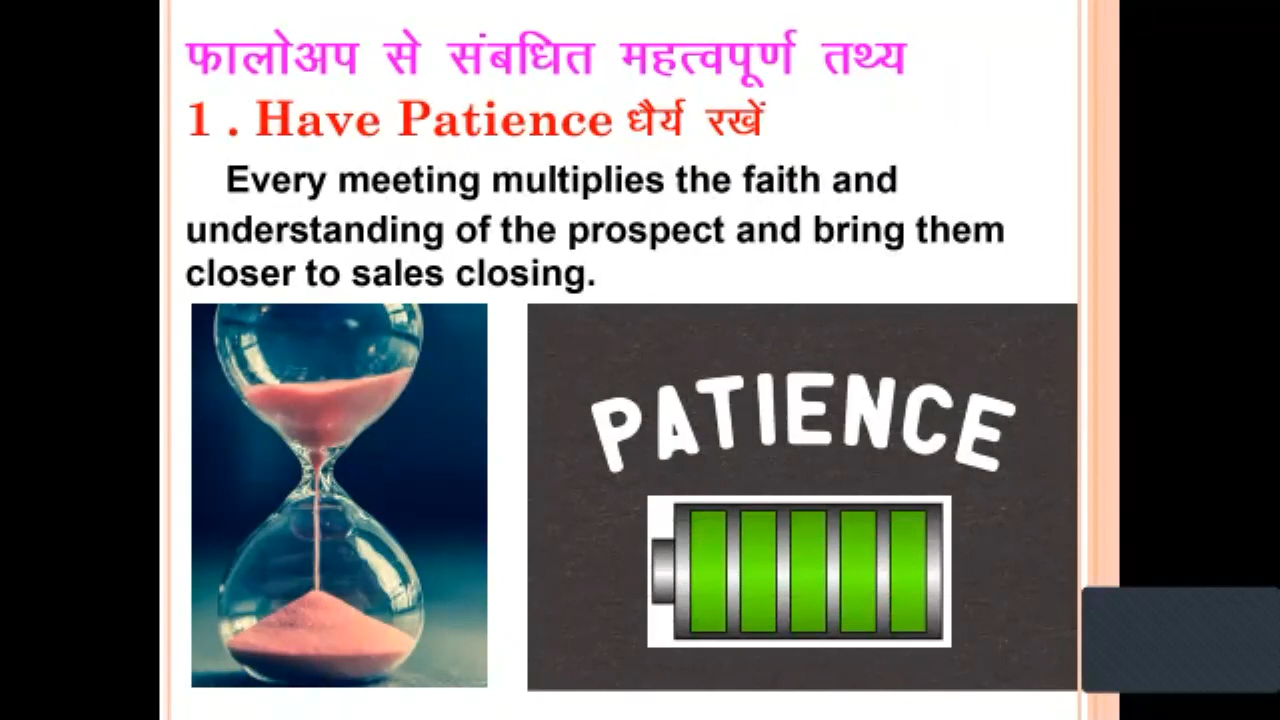 फालोअप से संबधित महत्वपूर्ण तथ्य
1 . Have Patience धैर्य रखें
Every meeting multiplies the faith and
understanding of the prospect and bring them
closer to sales closing.
PATIENCE